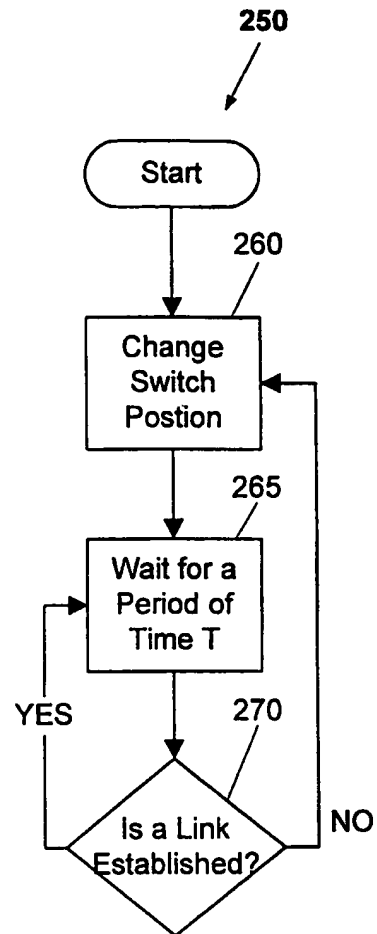 250
Start
260
Change
Switch
Postion
265
Wait for a
Period of
Time T
YES
270
Is a Link
Established?
NO